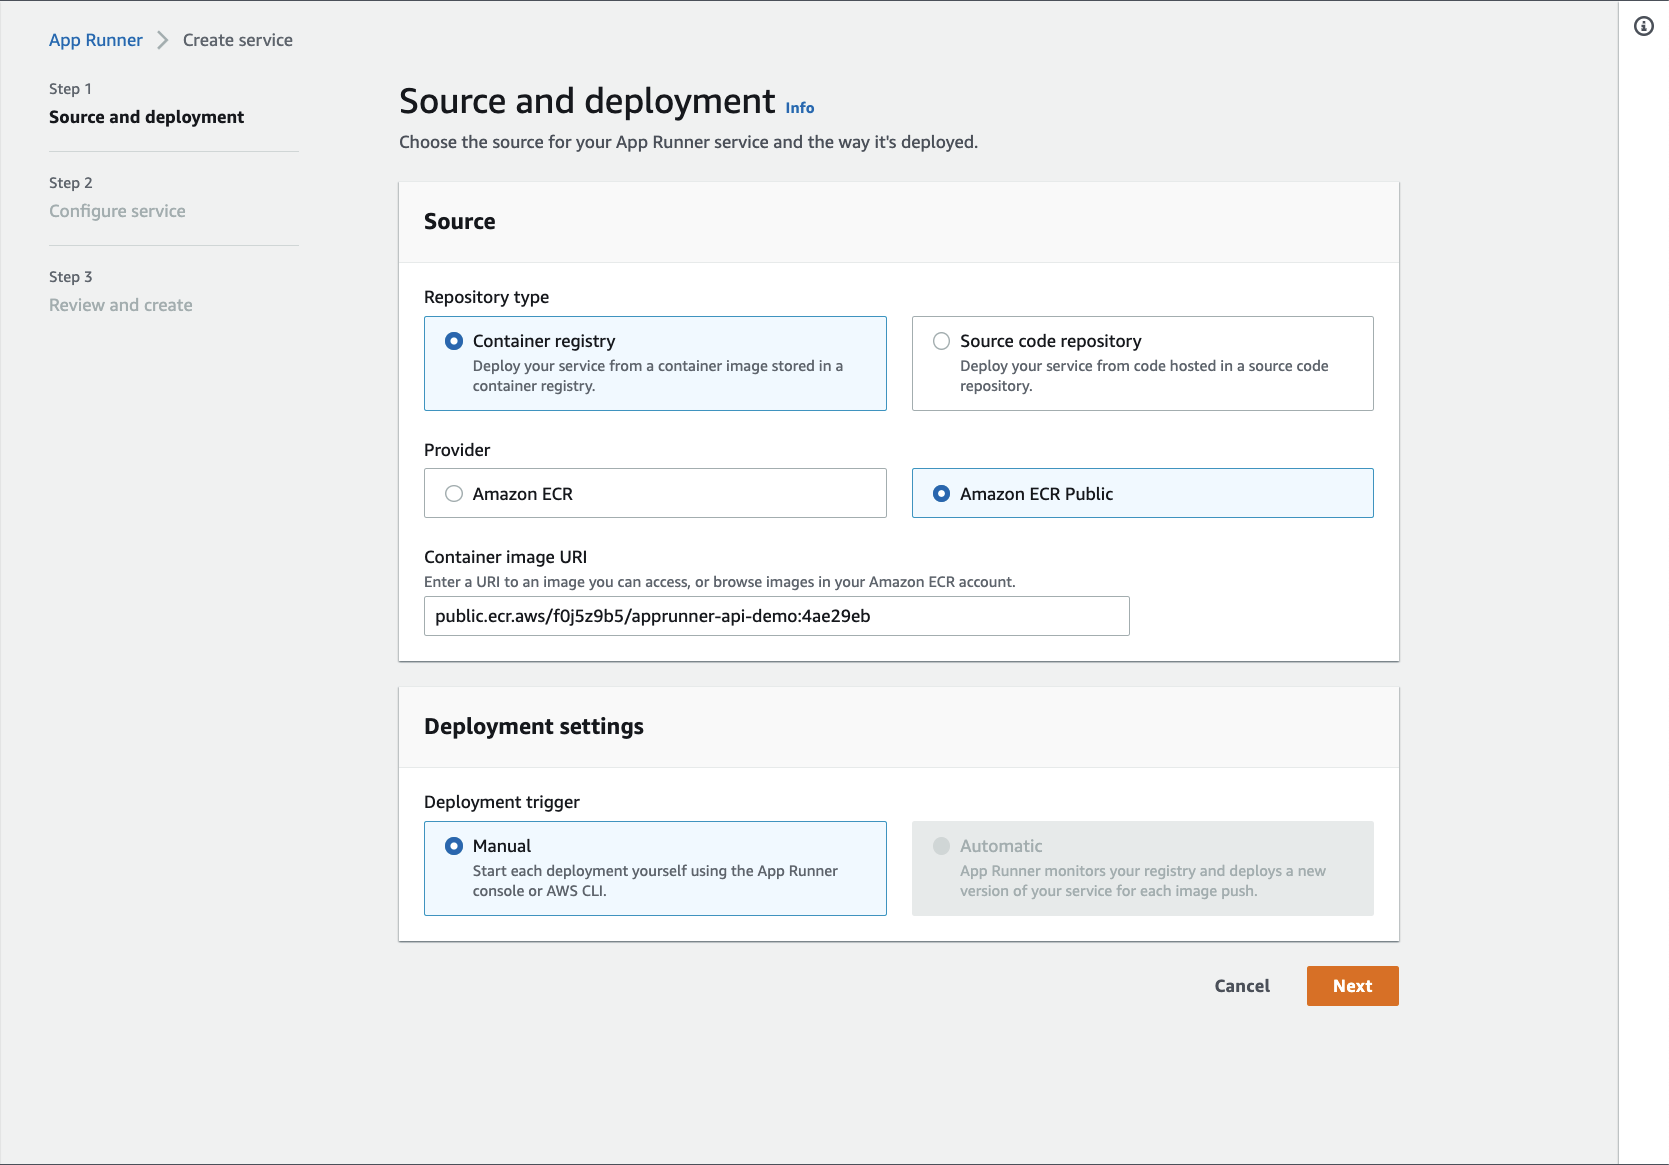 App Runner
Create service
Step 1
Source and deployment
Step 2
Configure service
Step 3
Review and create
Source and deployment Info
Choose the source for your App Runner service and the way it's deployed.
Source
Repository type
Container registry
Deploy your service from a container image stored in a
container registry.
Source code repository
Deploy your service from code hosted in a source code
repository.
Provider
Amazon ECR
Amazon ECR Public
Container image URI
Enter a URI to an image you can access, or browse images in your Amazon ECR account.
public.ecr.aws/f0j5z9b5/apprunner-api-demo:4ae29eb
Deployment settings
Deployment trigger
Manual
Start each deployment yourself using the App Runner
console or AWS CLI.
Automatic
App Runner monitors your registry and deploys a new
version of your service for each image push.
Cancel
Next